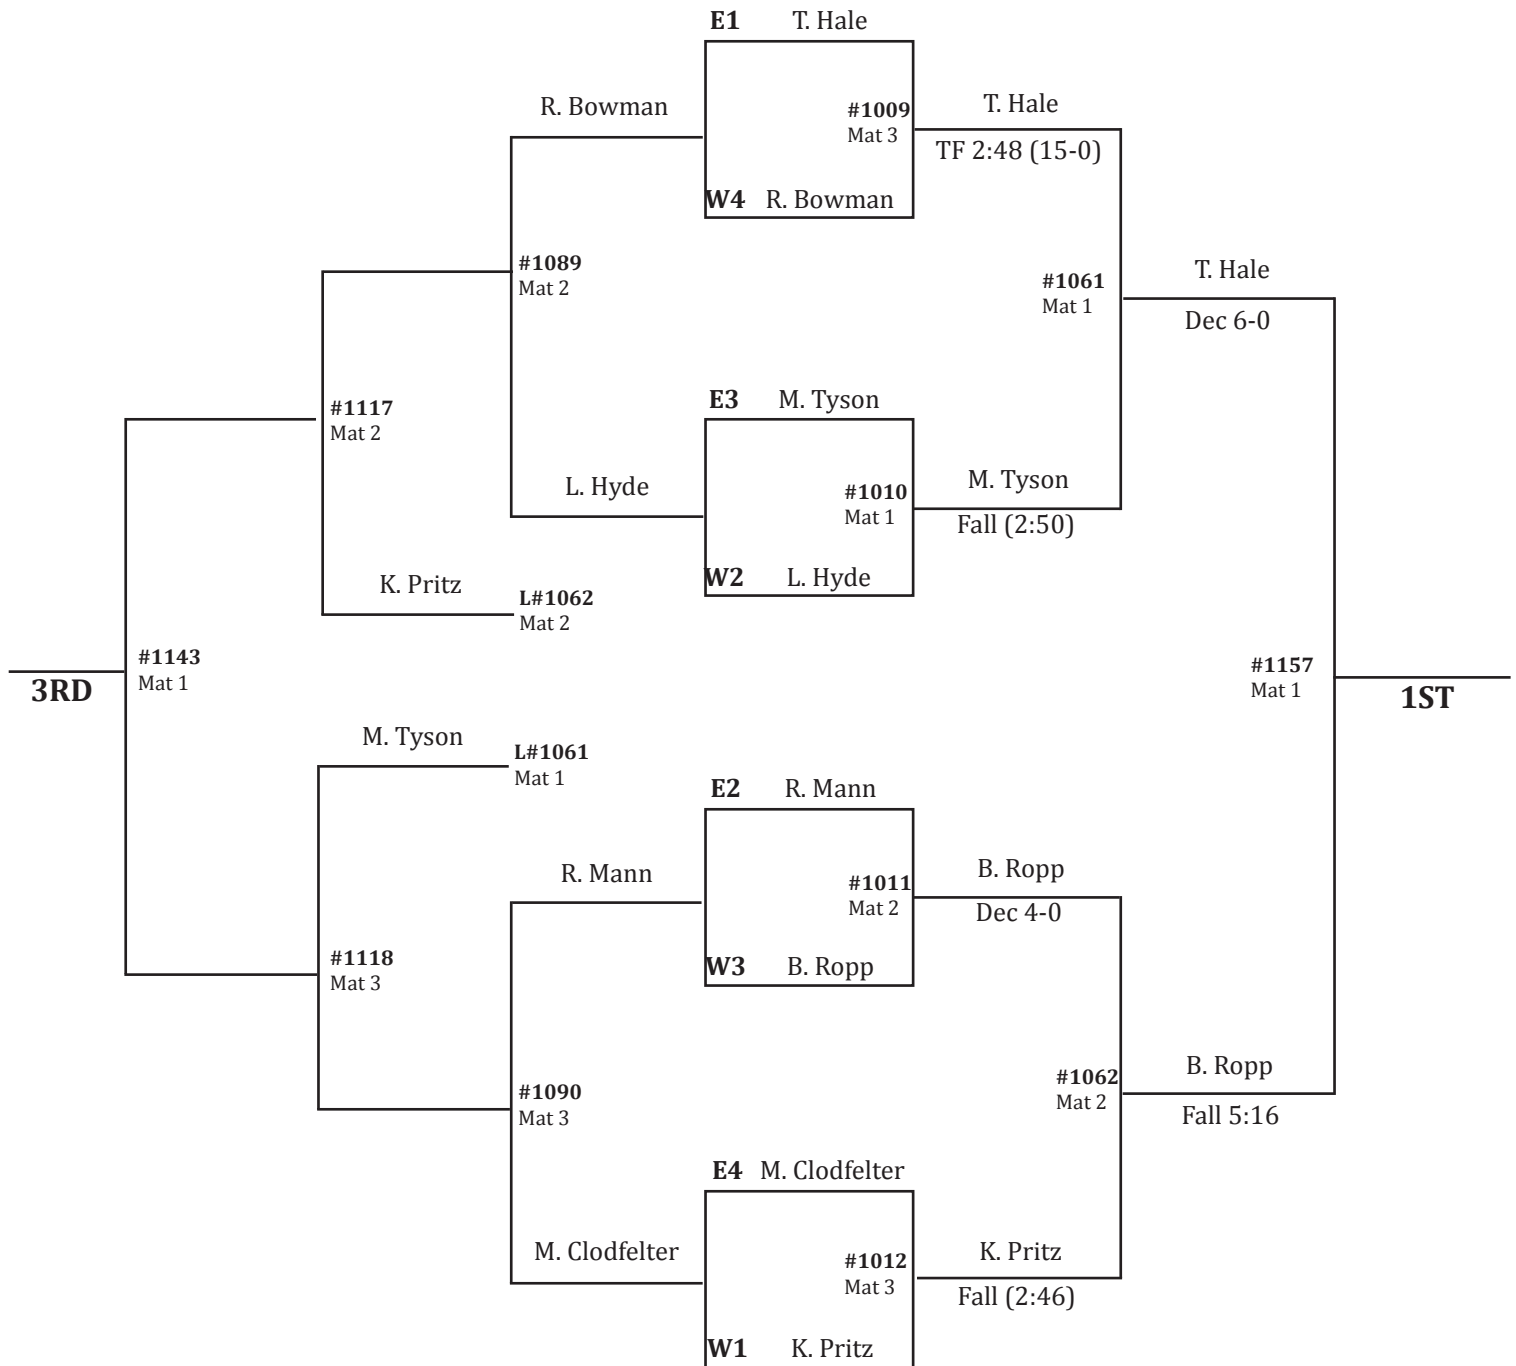 E1 T. Hale
R. Bowman
#1009
Mat 3
T. Hale
TF 2:48 (15-0)
W4 R. Bowman
#1089
Mat 2
#1061
Mat 1
T. Hale
Dec 6-0
E3 M. Tyson
#1117
Mat 2
L. Hyde
#1010
Mat 1
M. Tyson
Fall (2:50)
W2 L. Hyde
K. Pritz
L#1062
Mat 2
#1143
Mat 1
3RD
#1157
Mat 1
1ST
M. Tyson
L#1061
Mat 1
E2 R. Mann
R. Mann
#1011
Mat 2
B. Ropp
Dec 4-0
W3 B. Ropp
#1118
Mat 3
#1090
Mat 3
#1062
Mat 2
B. Ropp
Fall 5:16
E4 M. Clodfelter
M. Clodfelter
#1012
Mat 3
K. Pritz
Fall (2:46)
W1 K. Pritz